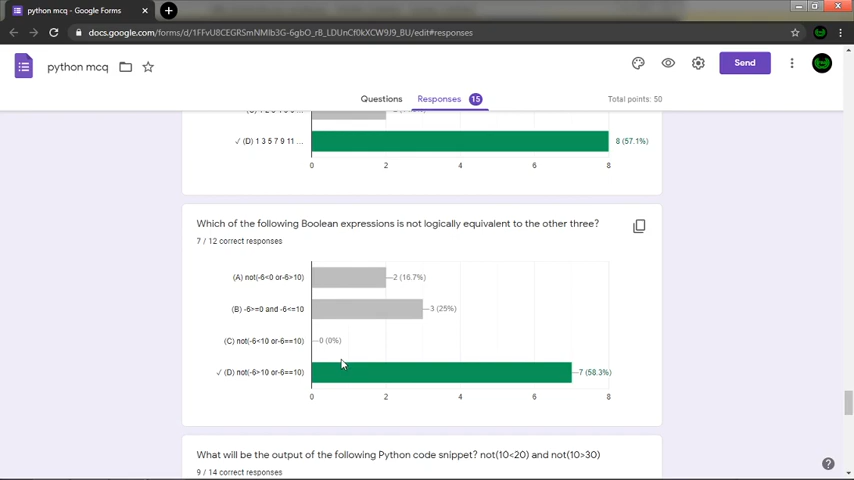 python mcq
docs.google.com/forms/d/1FFvU8CEGRSmNMIb3G-6gbO_rB_LDUnCf0kXCW9J9_BU/edit#responses
python mcq
Send
Questions
Responses 15
Total points: 50
✓ (D) 1 3 5 7 9 11 ...
8 (57.1%)
0 2 4 6 8
Which of the following Boolean expressions is not logically equivalent to the other three?
7 / 12 correct responses
(A) not(-6<0 or-6>10)
2 (16.7%)
(B) -6>=0 and -6<=10
3 (25%)
(C) not(-6<10 or-6==10)
0 (0%)
✓ (D) not(-6>10 or-6==10)
7 (58.3%)
0 2 4 6 8
What will be the output of the following Python code snippet? not(10<20) and not(10>30)
9 / 14 correct responses